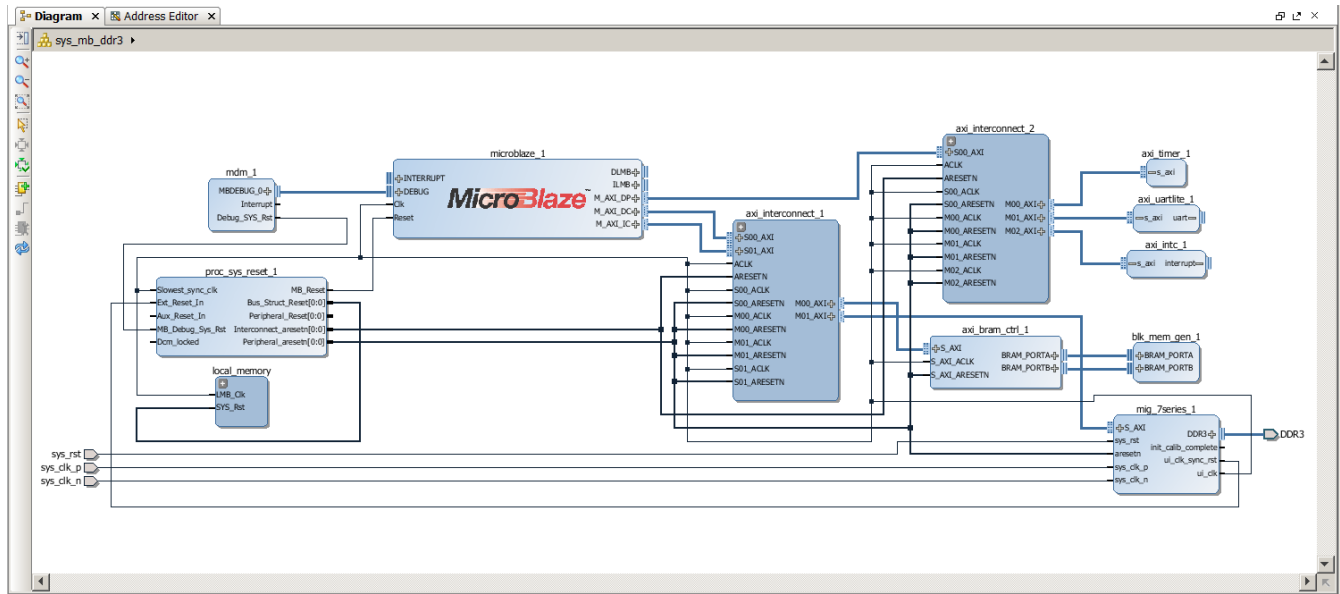 Diagram × Address Editor ×
sys_mb_ddr3
mdm_1
MBDEBUG_0
Interrupt
Debug_SYS_Rst
microblaze_1
INTERRUPT
DEBUG
Clk
Reset
MicroBlaze™
DLMB
ILMB
M_AXI_DP
M_AXI_DC
M_AXI_IC
proc_sys_reset_1
Slowest_sync_clk
Ext_Reset_In
Aux_Reset_In
MB_Debug_Sys_Rst
Dcm_locked
MB_Reset
Bus_Struct_Reset[0:0]
Peripheral_Reset[0:0]
Interconnect_aresetn[0:0]
Peripheral_aresetn[0:0]
local_memory
LMB_Clk
SYS_Rst
axi_interconnect_1
S00_AXI
S01_AXI
ACLK
ARESETN
S00_ACLK
S00_ARESETN
M00_ACLK
M00_ARESETN
M01_ACLK
M01_ARESETN
S01_ACLK
S01_ARESETN
M00_AXI
M01_AXI
axi_interconnect_2
S00_AXI
ACLK
ARESETN
S00_ACLK
S00_ARESETN
M00_ACLK
M00_ARESETN
M01_ACLK
M01_ARESETN
M02_ACLK
M02_ARESETN
M00_AXI
M01_AXI
M02_AXI
axi_timer_1
s_axi
axi_uartlite_1
s_axi uart
axi_intc_1
s_axi interrupt
axi_bram_ctrl_1
S_AXI
S_AXI_ACLK
S_AXI_ARESETN
BRAM_PORTA
BRAM_PORTB
blk_mem_gen_1
BRAM_PORTA
BRAM_PORTB
mig_7series_1
S_AXI
sys_rst
aresetn
sys_clk_p
sys_clk_n
DDR3
init_calib_complete
ui_clk_sync_rst
ui_clk
DDR3
sys_rst
sys_clk_p
sys_clk_n